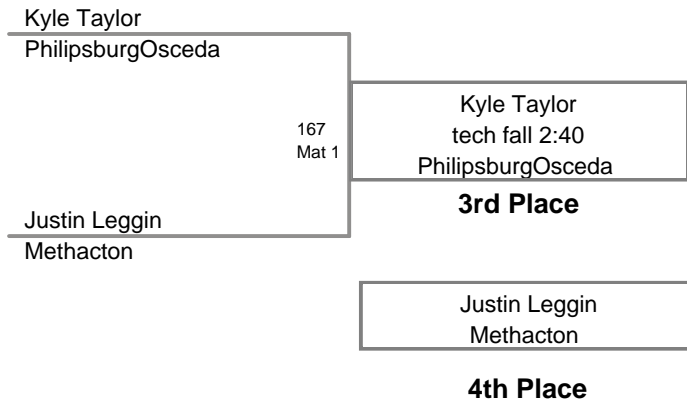 Kyle Taylor
PhilipsburgOsceda
167
Mat 1
Justin Leggin
Methacton
Kyle Taylor
tech fall 2:40
PhilipsburgOsceda
3rd Place
Justin Leggin
Methacton
4th Place